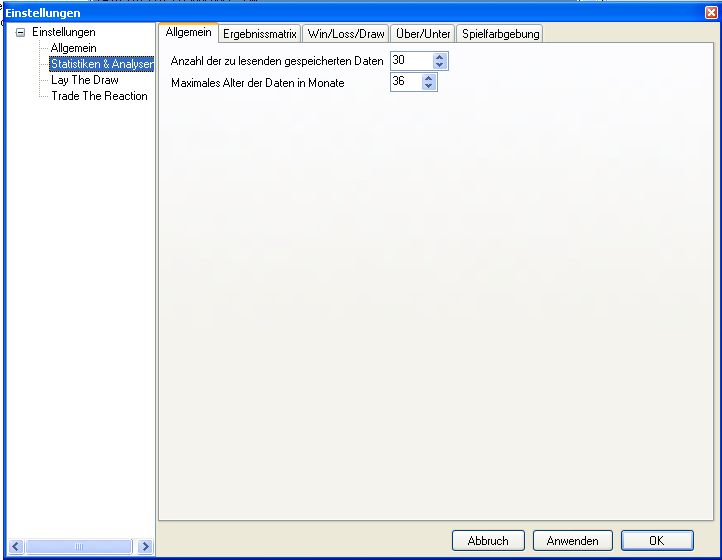 Einstellungen
Einstellungen
Allgemein
Statistiken & Analysen
Lay The Draw
Trade The Reaction
Allgemein Ergebnissmatrix Win/Loss/Draw Über/Unter Spielfarbgebung
Anzahl der zu lesenden gespeicherten Daten 30
Maximales Alter der Daten in Monate 36
Abbruch Anwenden OK